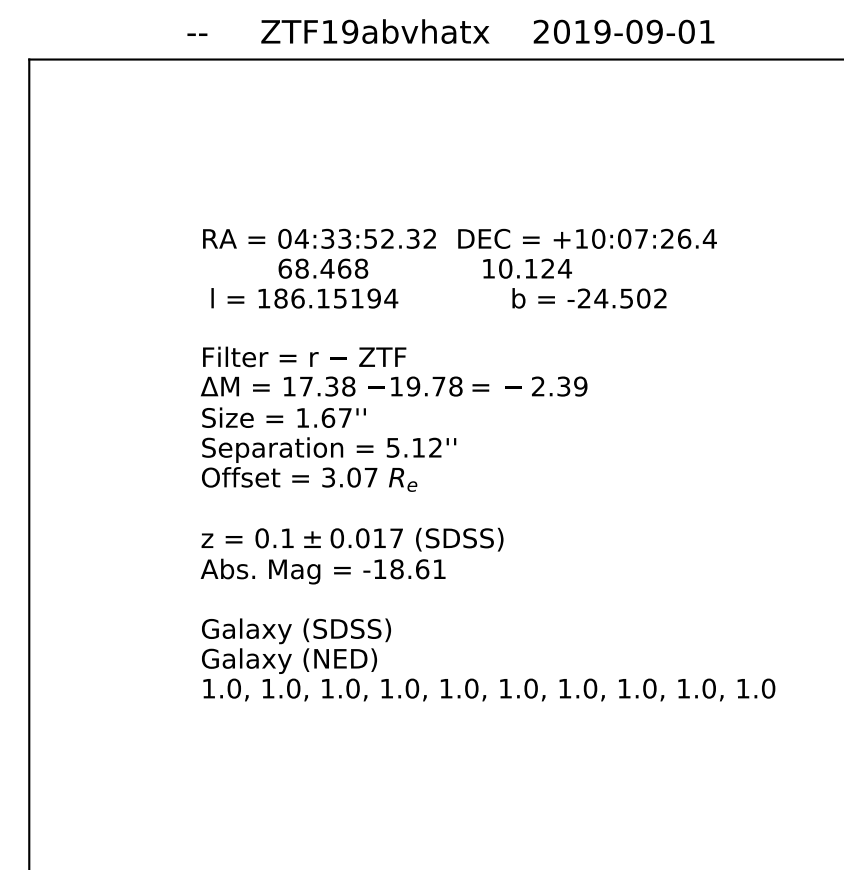 -- ZTF19abvhatx 2019-09-01
RA = 04:33:52.32 DEC = +10:07:26.4
68.468 10.124
l = 186.15194 b = -24.502
Filter = r − ZTF
ΔM = 17.38 −19.78 = − 2.39
Size = 1.67''
Separation = 5.12''
Offset = 3.07 Rₑ
z = 0.1 ± 0.017 (SDSS)
Abs. Mag = -18.61
Galaxy (SDSS)
Galaxy (NED)
1.0, 1.0, 1.0, 1.0, 1.0, 1.0, 1.0, 1.0, 1.0, 1.0